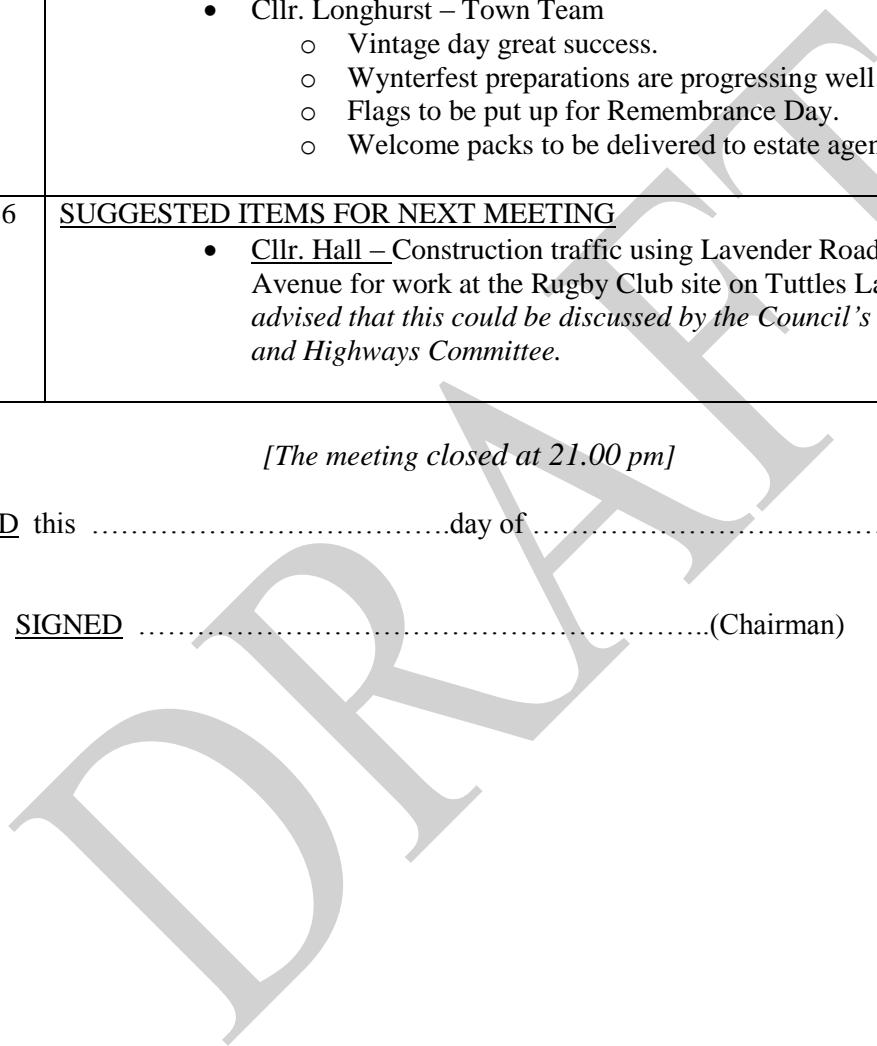 • Cllr. Longhurst – Town Team
o Vintage day great success.
o Wynterfest preparations are progressing well
o Flags to be put up for Remembrance Day.
o Welcome packs to be delivered to estate
6 SUGGESTED ITEMS FOR NEXT MEETING
• Cllr. Hall – Construction traffic using Lavender Road
Avenue for work at the Rugby Club site on Tuttles
advised that this could be discussed by the Council’s
and Highways Committee.
[The meeting closed at 21.00 pm]
this ……………………………….day of ………………………………
SIGNED …………………………………………………..(Chairman)
DRAFT